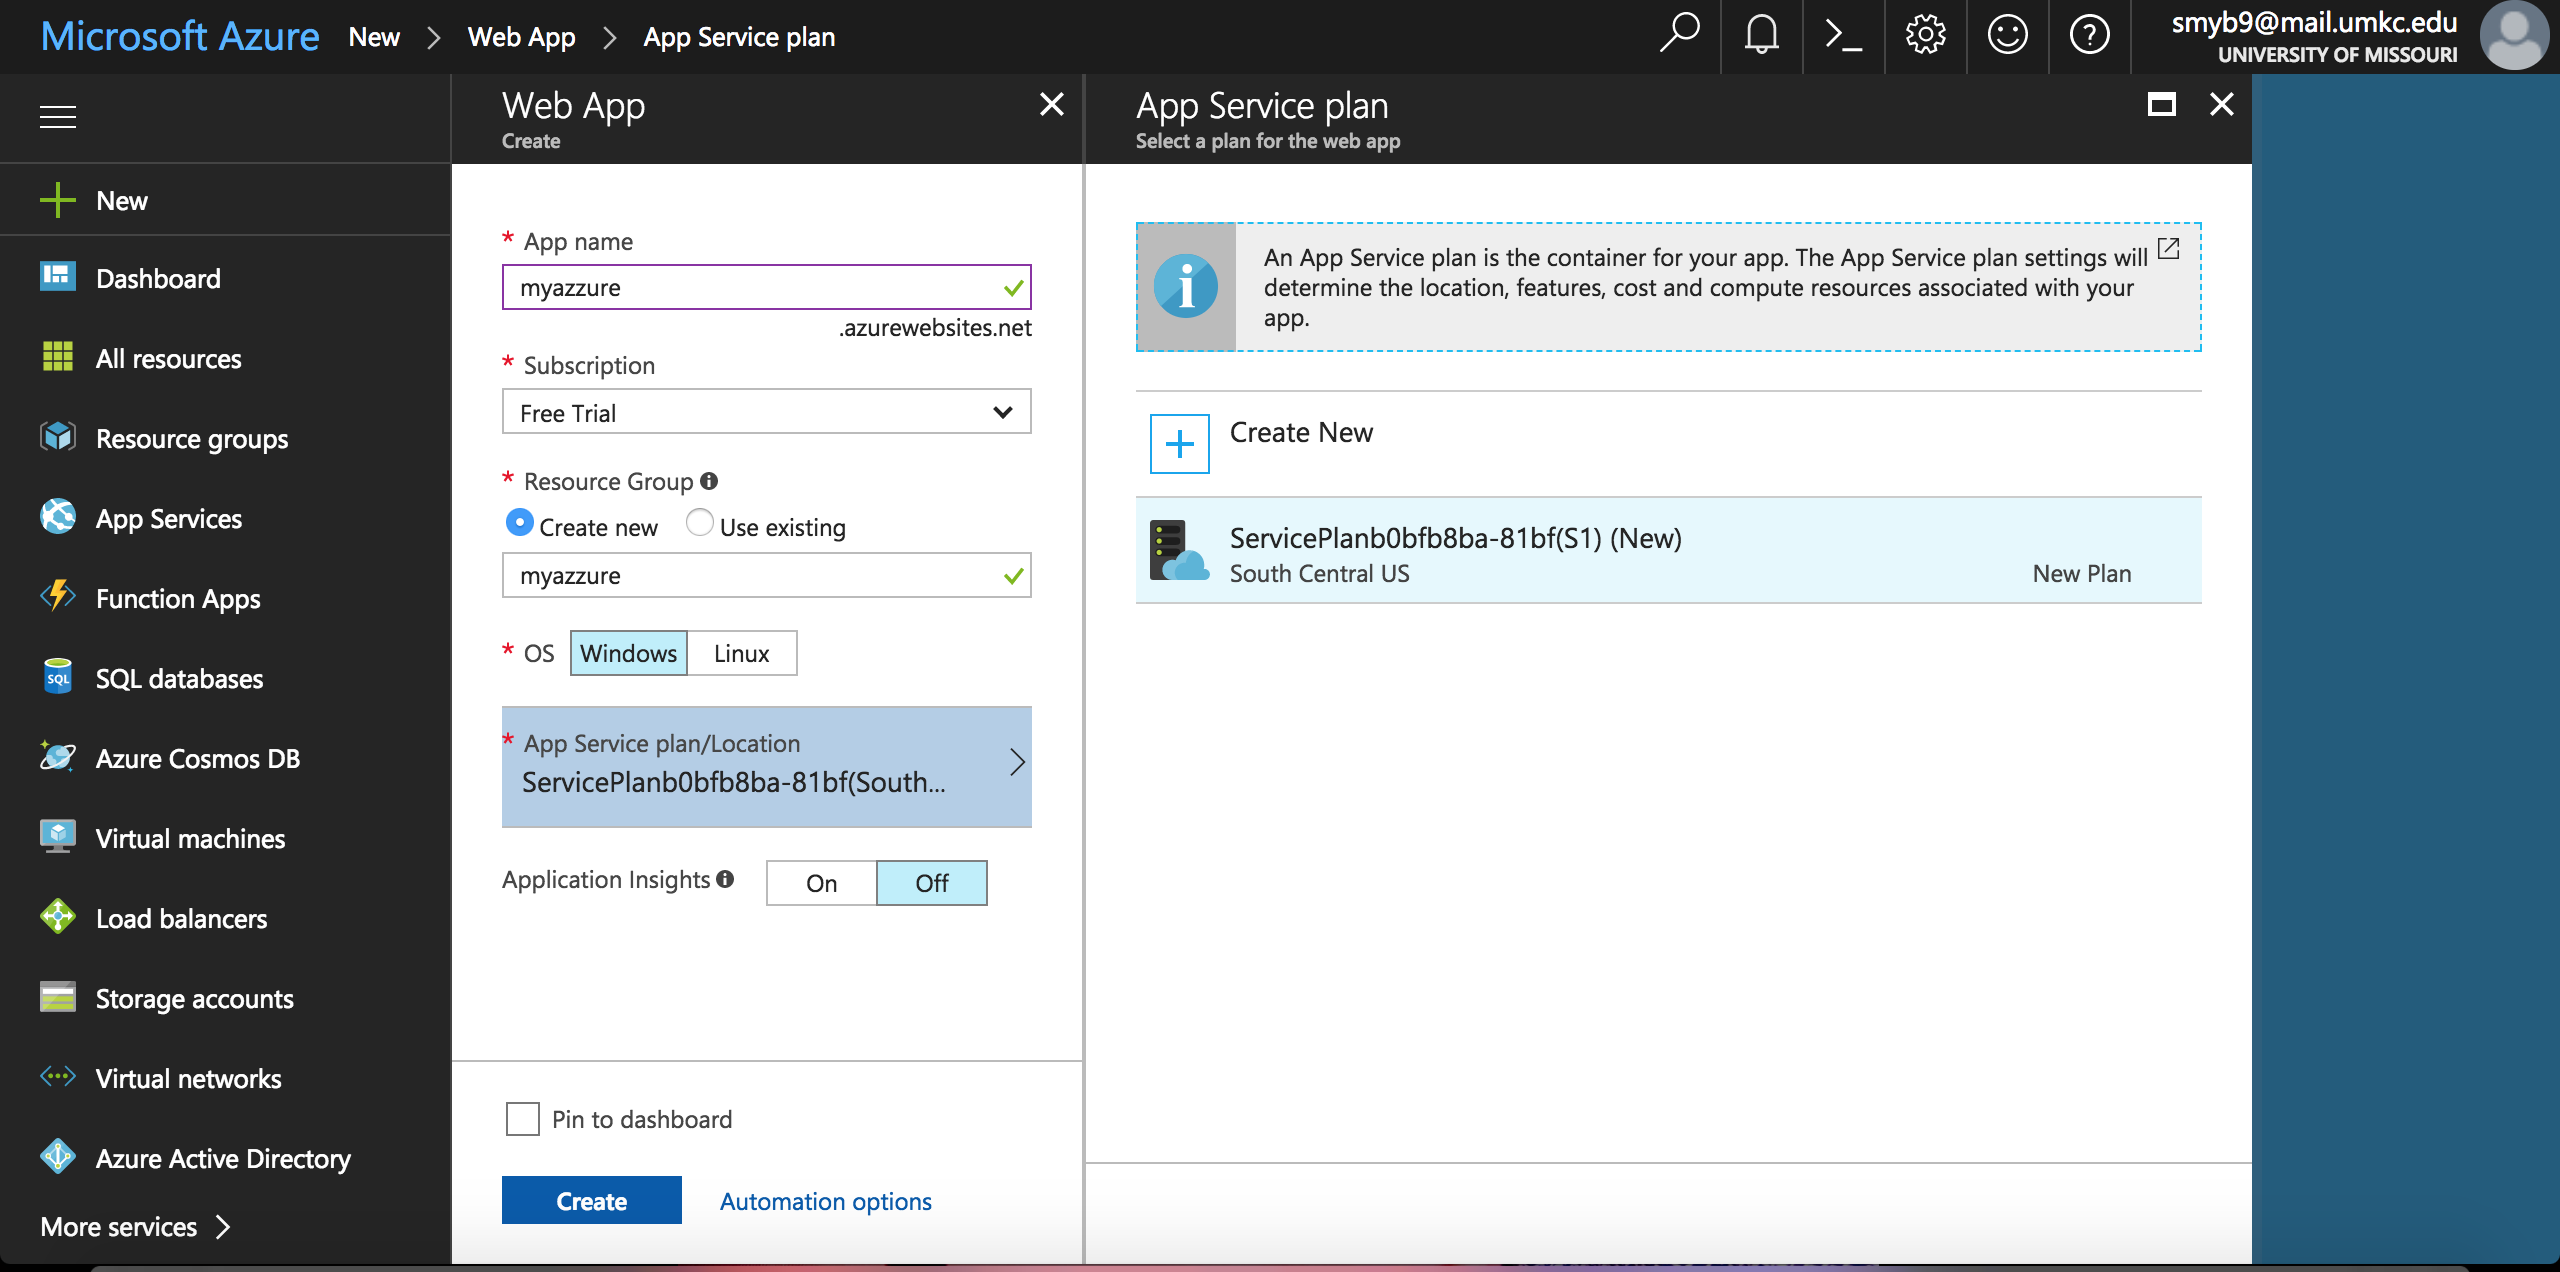 Microsoft Azure New > Web App > App Service plan
smyb9@mail.umkc.edu
UNIVERSITY OF MISSOURI
New
Dashboard
All resources
Resource groups
App Services
Function Apps
SQL
SQL databases
Azure Cosmos DB
Virtual machines
Load balancers
Storage accounts
Virtual networks
Azure Active Directory
More services >
Web App
Create
* App name
myazzure
.azurewebsites.net
* Subscription
Free Trial
* Resource Group
Create new Use existing
myazzure
* OS Windows Linux
* App Service plan/Location
ServicePlanb0bfb8ba-81bf(South...
Application Insights On Off
Pin to dashboard
Create Automation options
App Service plan
Select a plan for the web app
An App Service plan is the container for your app. The App Service plan settings will
determine the location, features, cost and compute resources associated with your
app.
Create New
ServicePlanb0bfb8ba-81bf(S1) (New)
South Central US New Plan